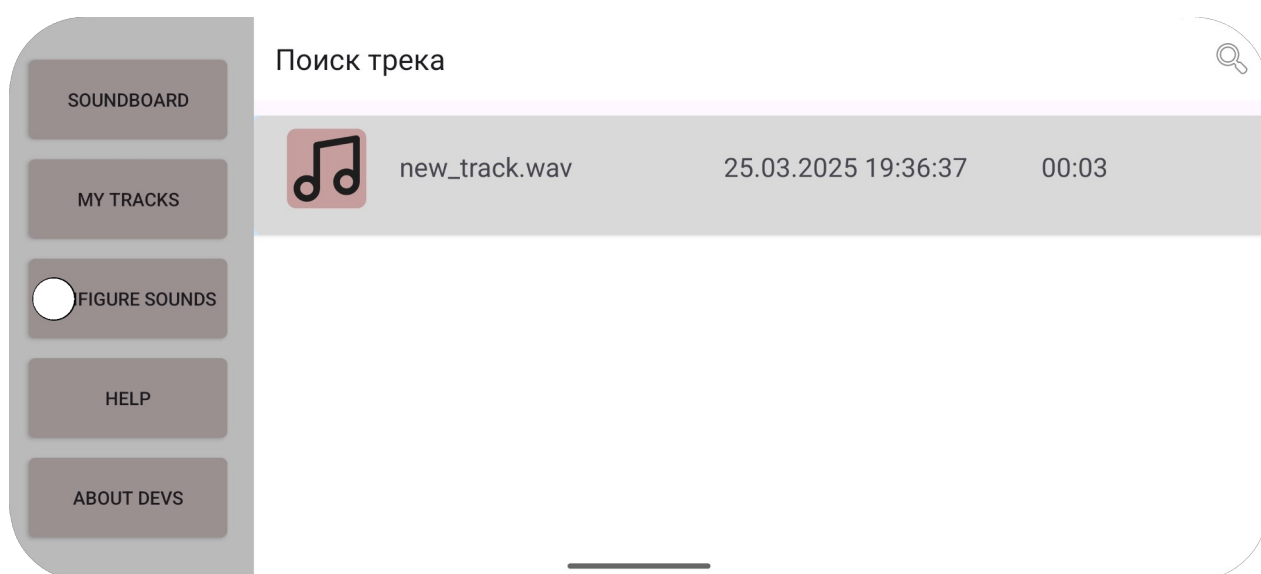 SOUNDBOARD
MY TRACKS
FIGURE SOUNDS
HELP
ABOUT DEVS
Поиск трека
new_track.wav 25.03.2025 19:36:37 00:03